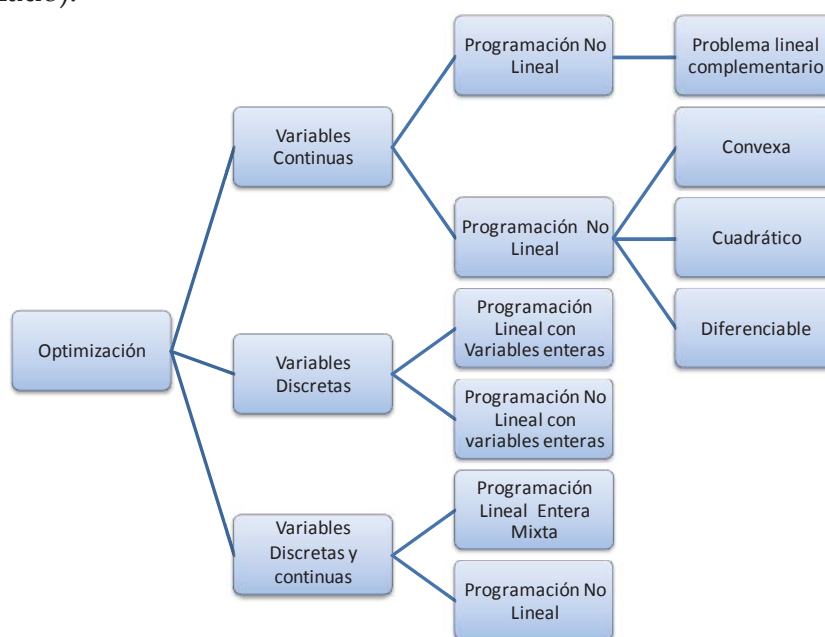 Programación No
Lineal
Problema lineal
complementario
Variables
Continuas
Convexa
Programación No
Lineal
Cuadrático
Programación
Lineal con
Variables enteras
Diferenciable
Optimización
Variables
Discretas
Programación No
Lineal con
variables enteras
Programación
Lineal Entera
Mixta
Variables
Discretas y
continuas
Programación No
Lineal